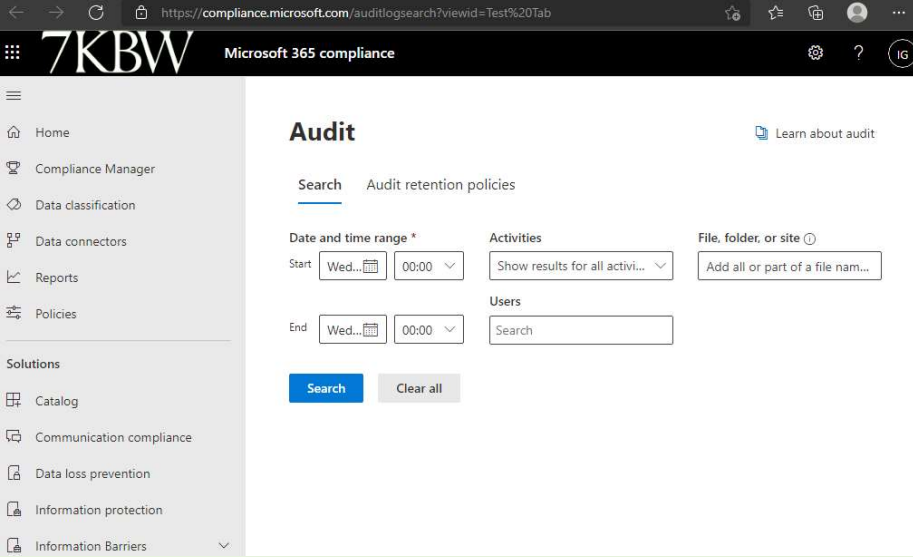 https://compliance.microsoft.com/auditlogsearch?viewid=Test%20Tab
7KBW
Microsoft 365 compliance
?
IG
Home
Compliance Manager
Data classification
Data connectors
Reports
Policies
Solutions
Catalog
Communication compliance
Data loss prevention
Information protection
Information Barriers
Audit
Learn about audit
Search
Audit retention policies
Date and time range *
Start
Wed...
00:00
End
Wed...
00:00
Activities
Show results for all activi...
Users
Search
File, folder, or site
Add all or part of a file nam...
Search
Clear all